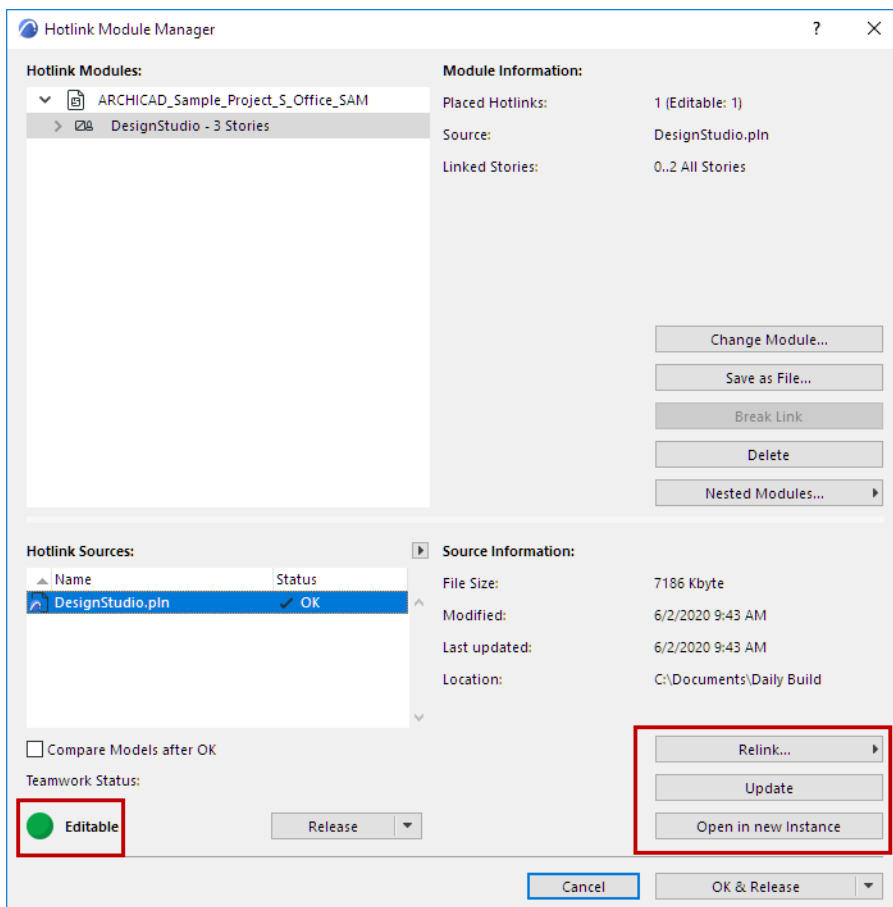 Hotlink Module Manager
?
Hotlink Modules:
ARCHICAD_Sample_Project_S_Office_SAM
DesignStudio - 3 Stories
Module Information:
Placed Hotlinks: 1 (Editable: 1)
Source: DesignStudio.pln
Linked Stories: 0..2 All Stories
Change Module...
Save as File...
Break Link
Delete
Nested Modules...
Hotlink Sources:
Name Status
DesignStudio.pln OK
Source Information:
File Size: 7186 Kbyte
Modified: 6/2/2020 9:43 AM
Last updated: 6/2/2020 9:43 AM
Location: C:\Documents\Daily Build
Compare Models after OK
Teamwork Status:
Editable
Release
Relink...
Update
Open in new Instance
Cancel
OK & Release